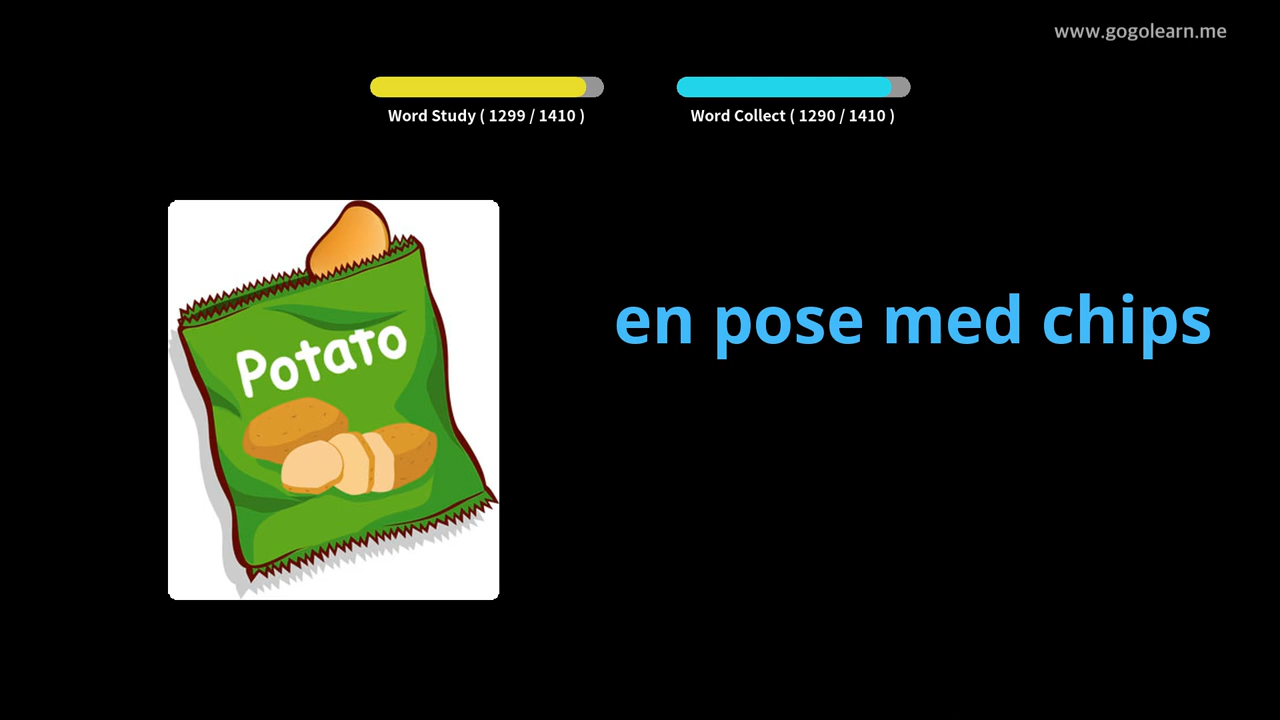 www.gogolearn.me
Word Study ( 1299 / 1410 )
Word Collect ( 1290 / 1410 )
Potato
en pose med chips